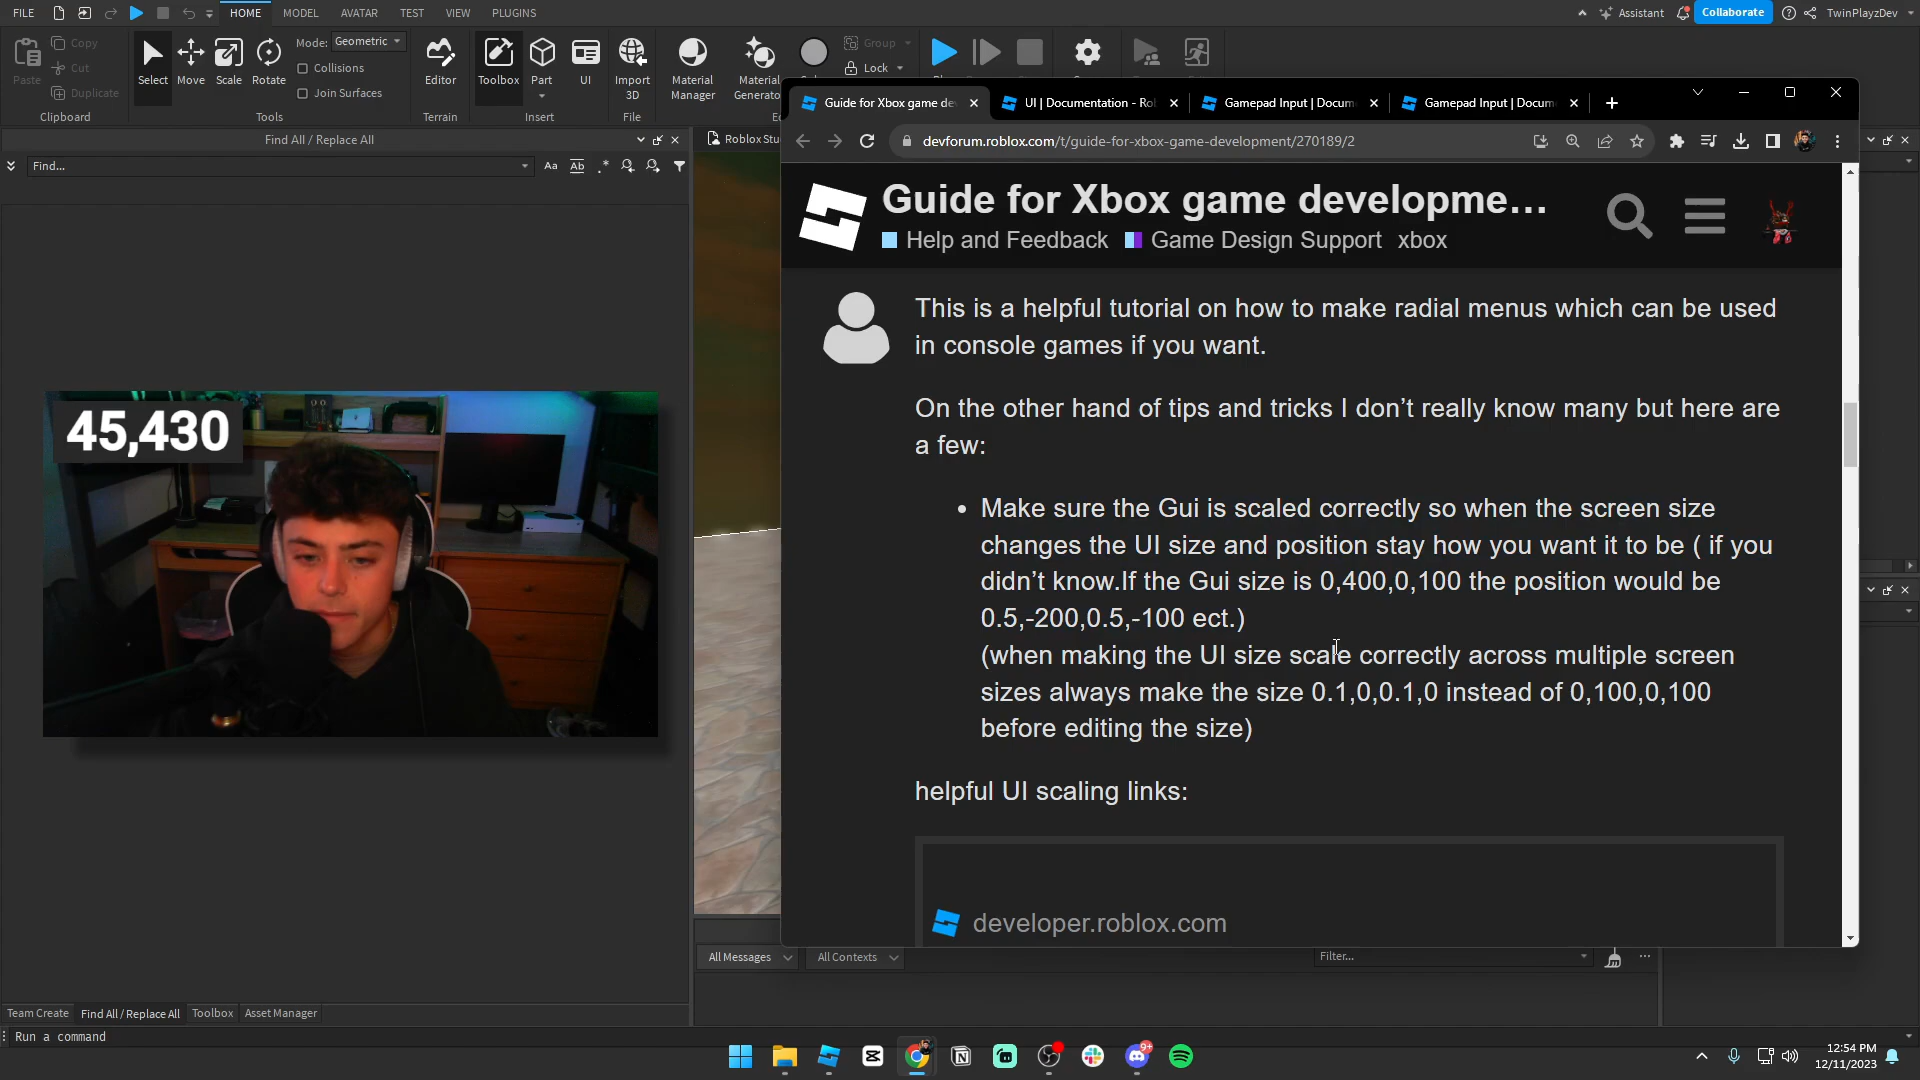 FILE HOME MODEL AVATAR TEST VIEW PLUGINS
Assistant Collaborate TwinPlayzDev
Paste Copy Cut Duplicate
Clipboard
Select Move Scale Rotate
Mode: Geometric
Collisions
Join Surfaces
Tools
Editor
Terrain
Toolbox Part UI
Insert
Import
3D
File
Material
Manager
Material
Generato
Group
Lock
Find All / Replace All
Find...
Aa Ab .*
Roblox Stu
45,430
Guide for Xbox game de
UI | Documentation - Ro
Gamepad Input | Docum
Gamepad Input | Docum
devforum.roblox.com/t/guide-for-xbox-game-development/270189/2
Guide for Xbox game developme...
Help and Feedback Game Design Support xbox
This is a helpful tutorial on how to make radial menus which can be used
in console games if you want.
On the other hand of tips and tricks I don’t really know many but here are
a few:
• Make sure the Gui is scaled correctly so when the screen size
changes the UI size and position stay how you want it to be ( if you
didn’t know.If the Gui size is 0,400,0,100 the position would be
0.5,-200,0.5,-100 ect.)
(when making the UI size scale correctly across multiple screen
sizes always make the size 0.1,0,0.1,0 instead of 0,100,0,100
before editing the size)
helpful UI scaling links:
developer.roblox.com
All Messages All Contexts Filter...
Team Create Find All / Replace All Toolbox Asset Manager
Run a command
9+
12:54 PM
12/11/2023